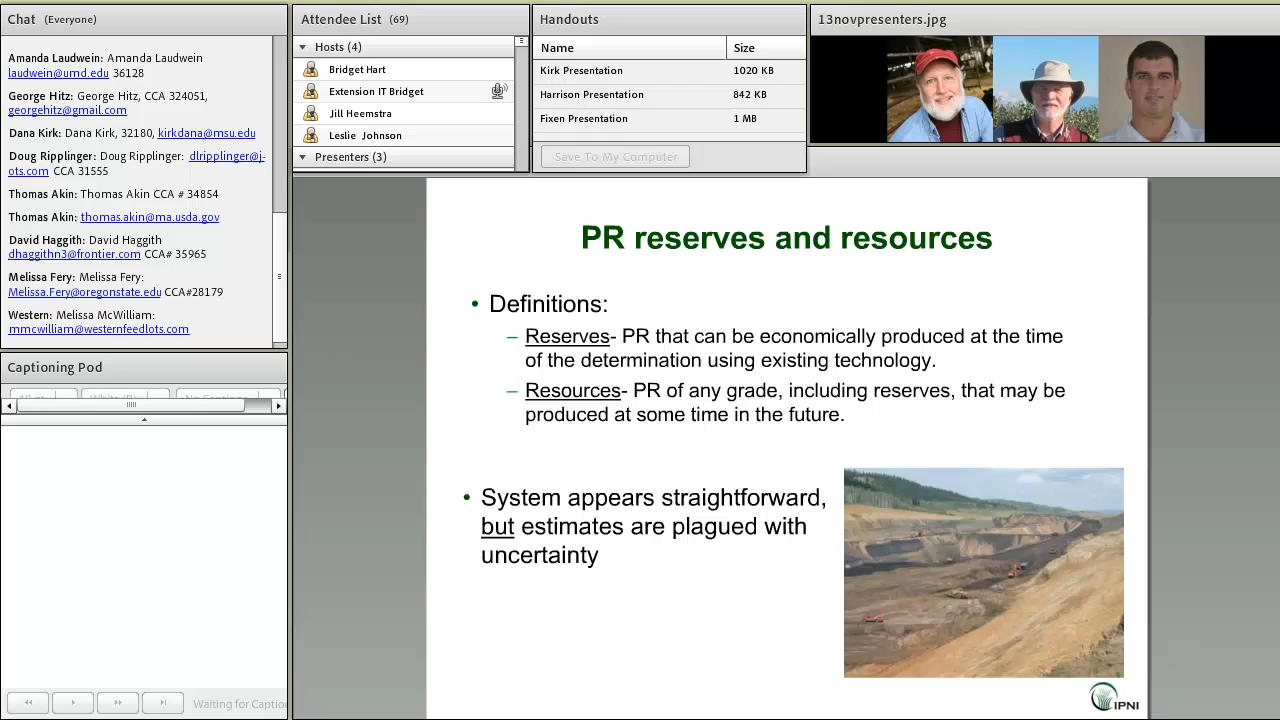 Chat (Everyone)
Amanda Laudwein: Amanda Laudwein
laudwein@umd.edu 36128
George Hitz: George Hitz, CCA 324051,
georgehitz@gmail.com
Dana Kirk: Dana Kirk, 32180, kirkdana@msu.edu
Doug Ripplinger: Doug Ripplinger: dlripplinger@j-
ots.com CCA 31555
Thomas Akin: Thomas Akin CCA # 34854
Thomas Akin: thomas.akin@ma.usda.gov
David Haggith: David Haggith
dhaggithn3@frontier.com CCA# 35965
Melissa Fery: Melissa Fery:
Melissa.Fery@oregonstate.edu CCA#28179
Western: Melissa McWilliam:
mmcwilliam@westernfeedlots.com
Captioning Pod
Waiting for Captio
Attendee List (69)
Hosts (4)
Bridget Hart
Extension IT Bridget
Jill Heemstra
Leslie Johnson
Presenters (3)
Handouts
Name Size
Kirk Presentation 1020 KB
Harrison Presentation 842 KB
Fixen Presentation 1 MB
Save To My Computer
13novpresenters.jpg
PR reserves and resources
• Definitions:
– Reserves- PR that can be economically produced at the time
of the determination using existing technology.
– Resources- PR of any grade, including reserves, that may be
produced at some time in the future.
• System appears straightforward,
but estimates are plagued with
uncertainty
IPNI